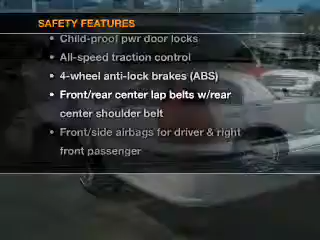 SAFETY FEATURES
• Child-proof pwr door locks
• All-speed traction control
• 4-wheel anti-lock brakes (ABS)
• Front/rear center lap belts w/rear
center shoulder belt
• Front/side airbags for driver & right
front passenger